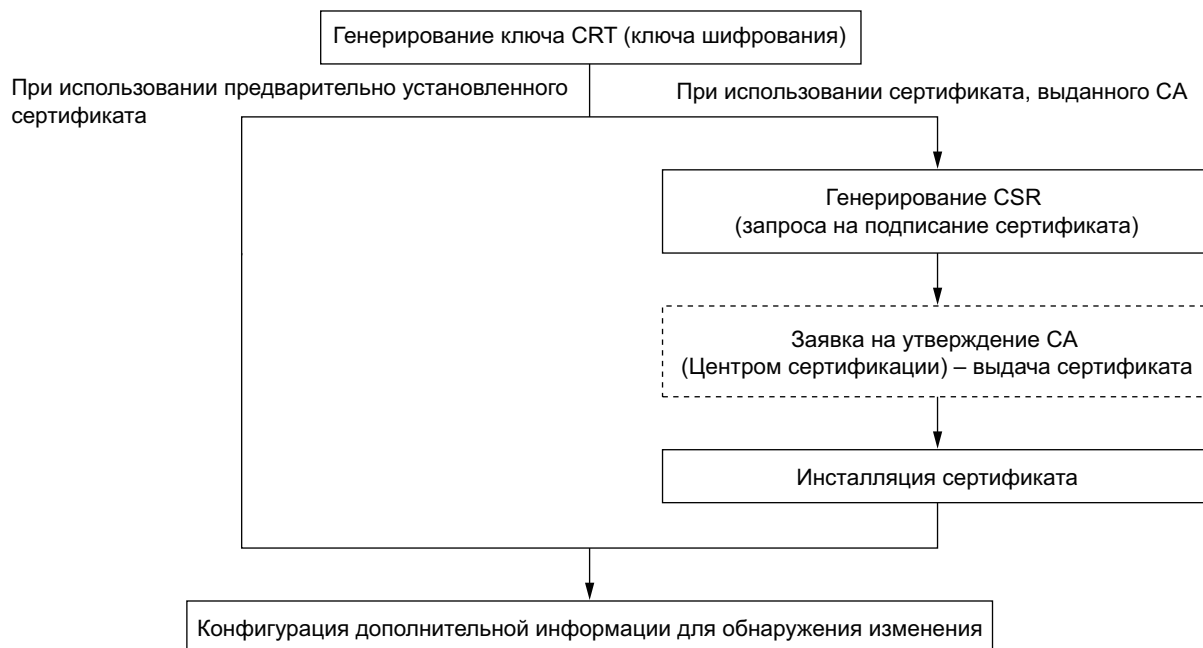 Генерирование ключа CRT (ключа шифрования)
При использовании предварительно установленного
сертификата
При использовании сертификата, выданного CA
Генерирование CSR
(запроса на подписание сертификата)
Заявка на утверждение CA
(Центром сертификации) – выдача сертификата
Инсталляция сертификата
Конфигурация дополнительной информации для обнаружения изменения